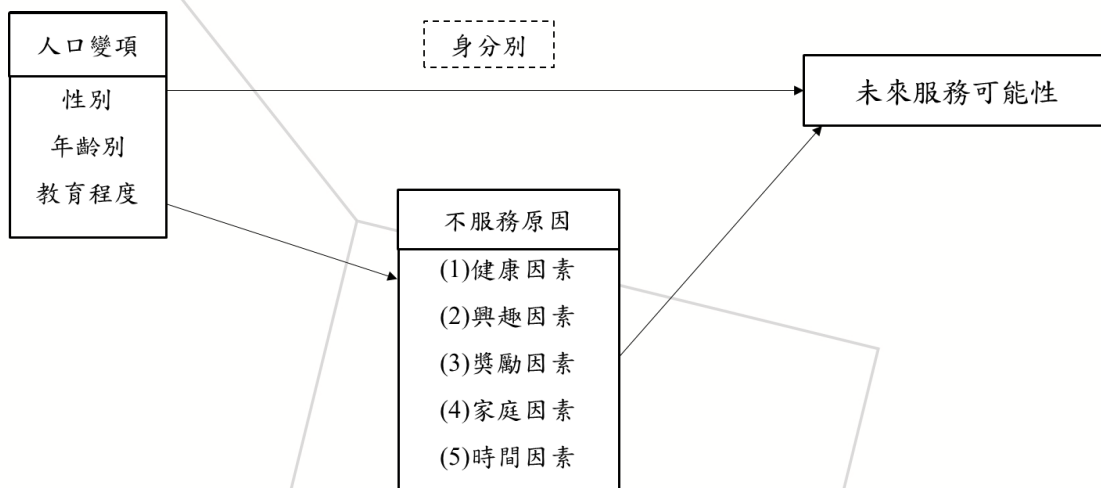 人口變項
性別
年齡別
教育程度
身分別
未來服務可能性
不服務原因
(1)健康因素
(2)興趣因素
(3)獎勵因素
(4)家庭因素
(5)時間因素